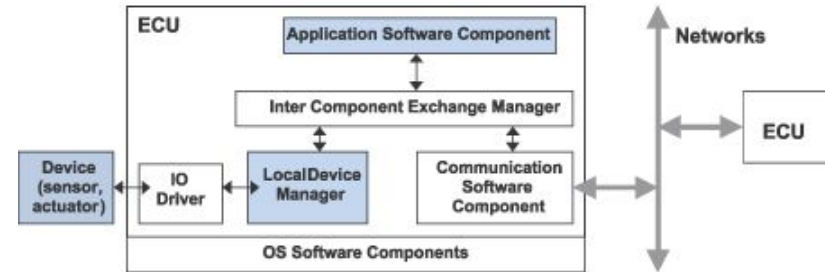 ECU
Application Software Component
Networks
Inter Component Exchange Manager
ECU
Device
(sensor,
actuator)
IO
Driver
LocalDevice
Manager
Communication
Software
Component
OS Software Components